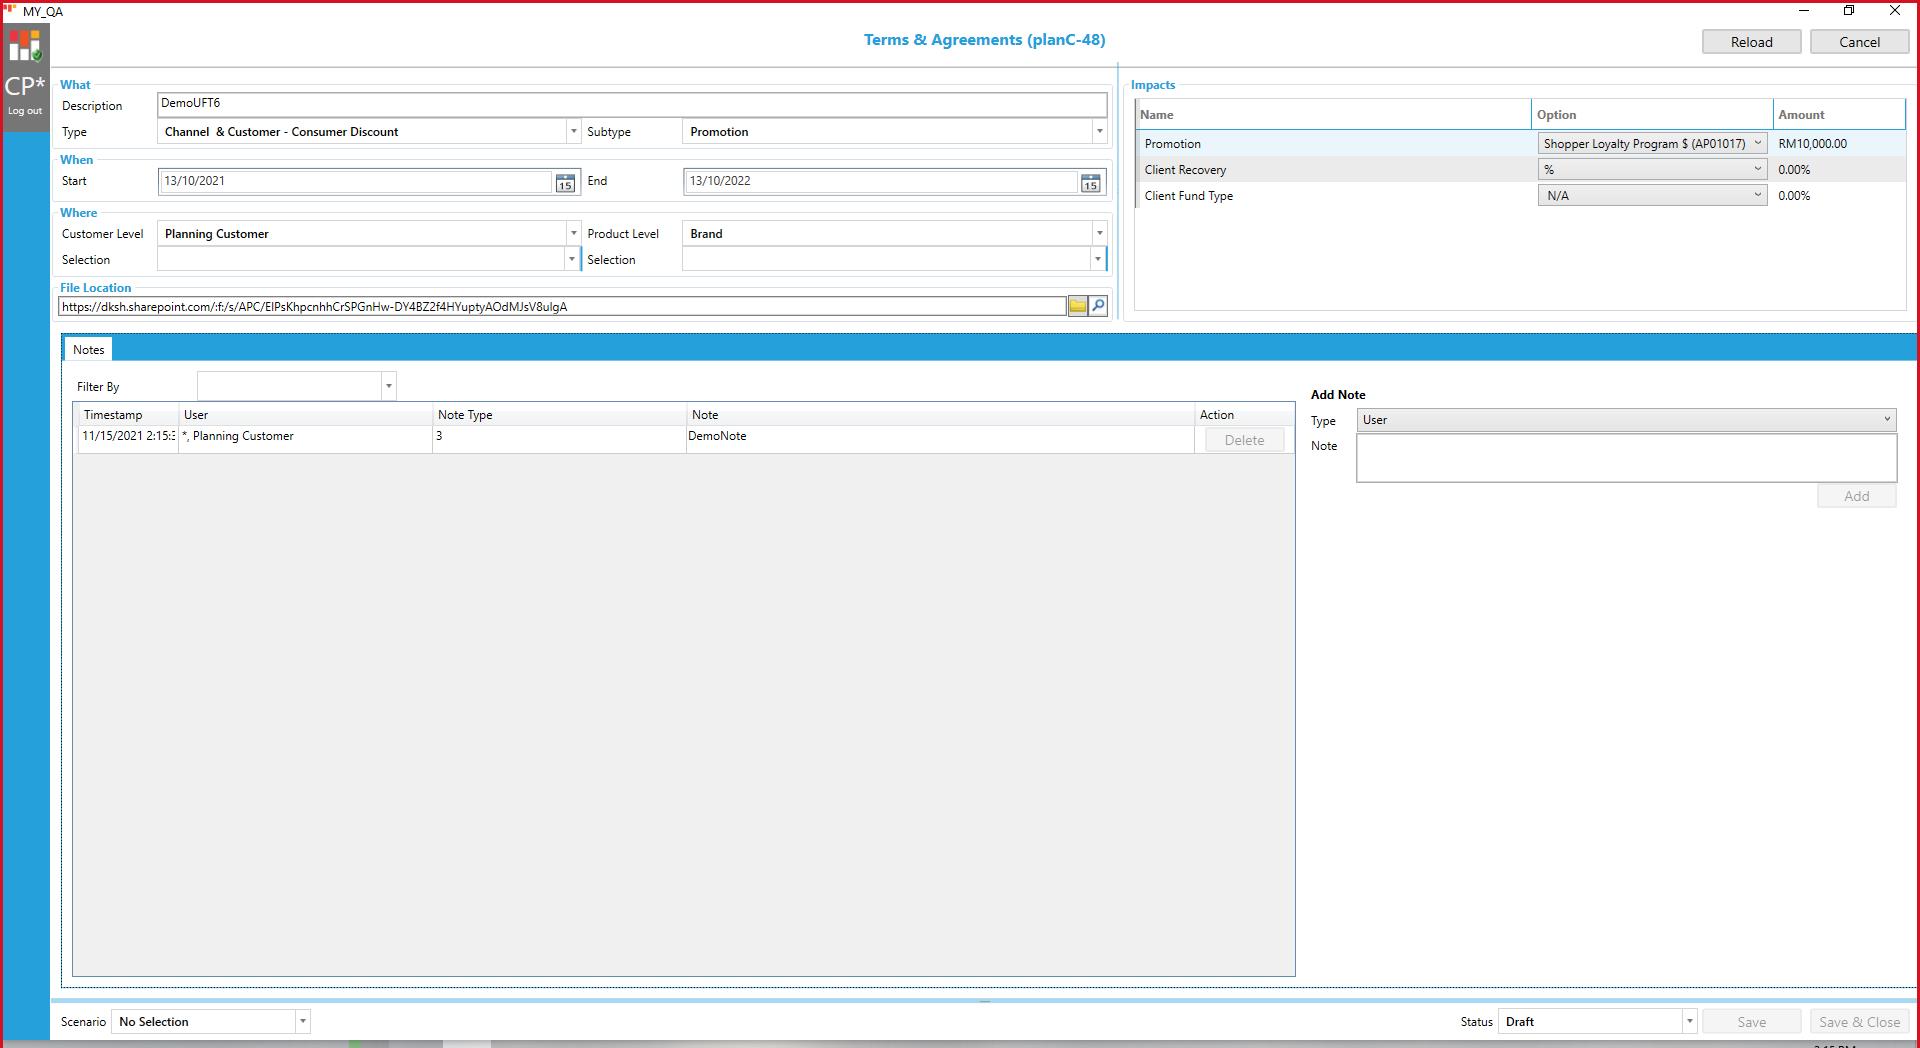 MY_QA
Terms & Agreements (planC-48)
Reload
Cancel
CP*
Log out
What
Description
DemoUFT6
Type
Channel & Customer - Consumer Discount
Subtype
Promotion
When
Start
13/10/2021
15
End
13/10/2022
15
Where
Customer Level
Planning Customer
Product Level
Brand
Selection
Selection
File Location
https://dksh.sharepoint.com/:f:/s/APC/EIPsKhpcnhhCrSPGnHw-DY4BZ2f4HYuptyAOdMJsV8uIgA
Impacts
Name Option Amount
Promotion Shopper Loyalty Program $ (AP01017) RM10,000.00
Client Recovery % 0.00%
Client Fund Type N/A 0.00%
Notes
Filter By
Timestamp User Note Type Note Action
11/15/2021 2:15: *, Planning Customer 3 DemoNote Delete
Add Note
Type User
Note
Add
Scenario No Selection
Status Draft
Save
Save & Close